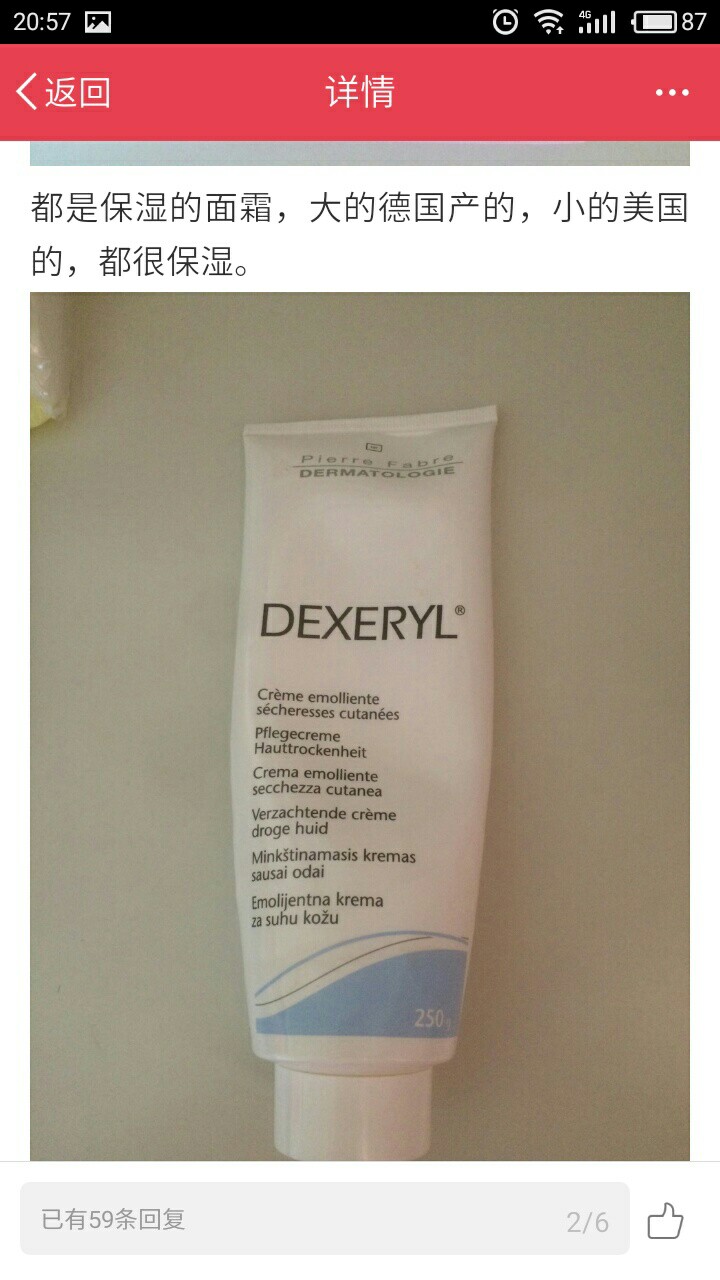 20:57
4G
87
返回
详情
都是保湿的面霜，大的德国产的，小的美国
的，都很保湿。
Pierre Fabre
DERMATOLOGIE
DEXERYL®
Crème emolliente
sécheresses cutanées
Pflegecreme
Hauttrockenheit
Crema emolliente
secchezza cutanea
Verzachtende crème
droge huid
Minkštinamasis kremas
sausai odai
Emolijentna krema
za suhu kožu
250 g
已有59条回复
2/6